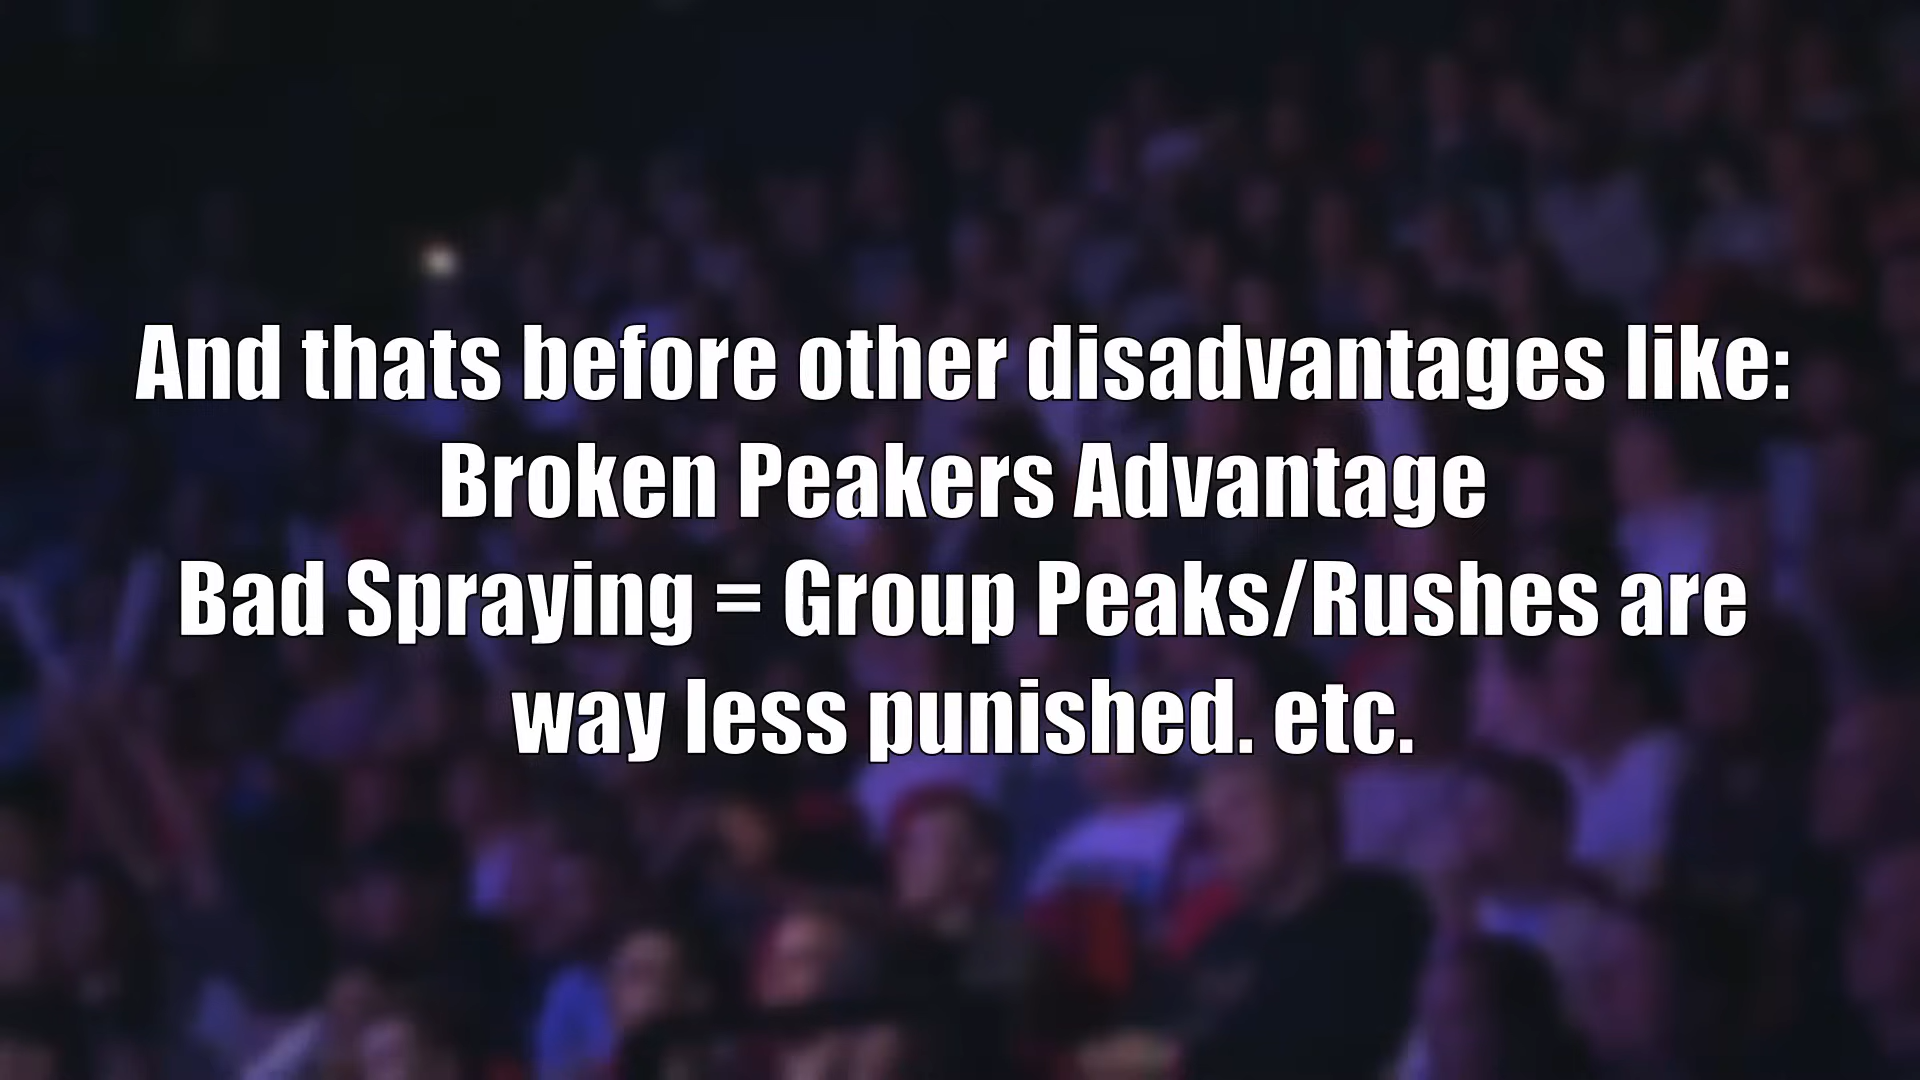 And thats before other disadvantages like:
Broken Peakers Advantage
Bad Spraying = Group Peaks/Rushes are
way less punished. etc.